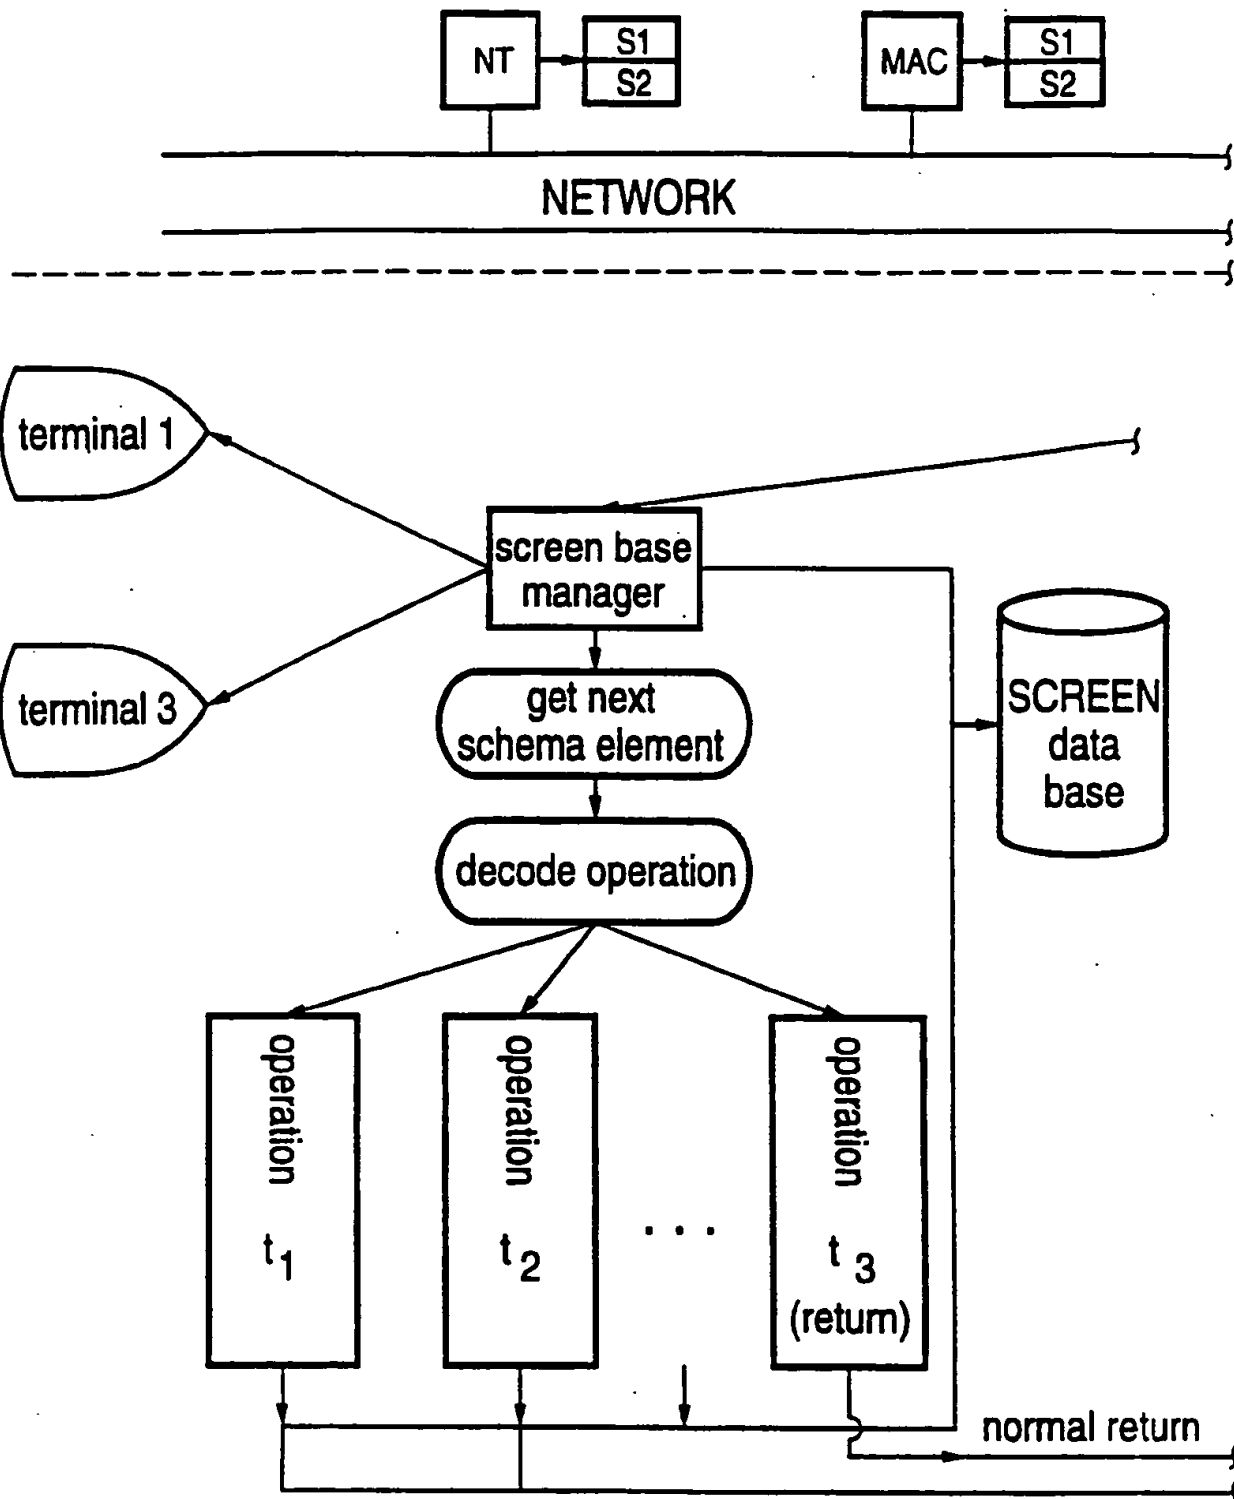 NT
S1
S2
MAC
S1
S2
NETWORK
terminal 1
screen base
manager
terminal 3
get next
schema element
SCREEN
data
base
decode operation
operation
t1
operation
t2
. . .
operation
t3
(return)
normal return